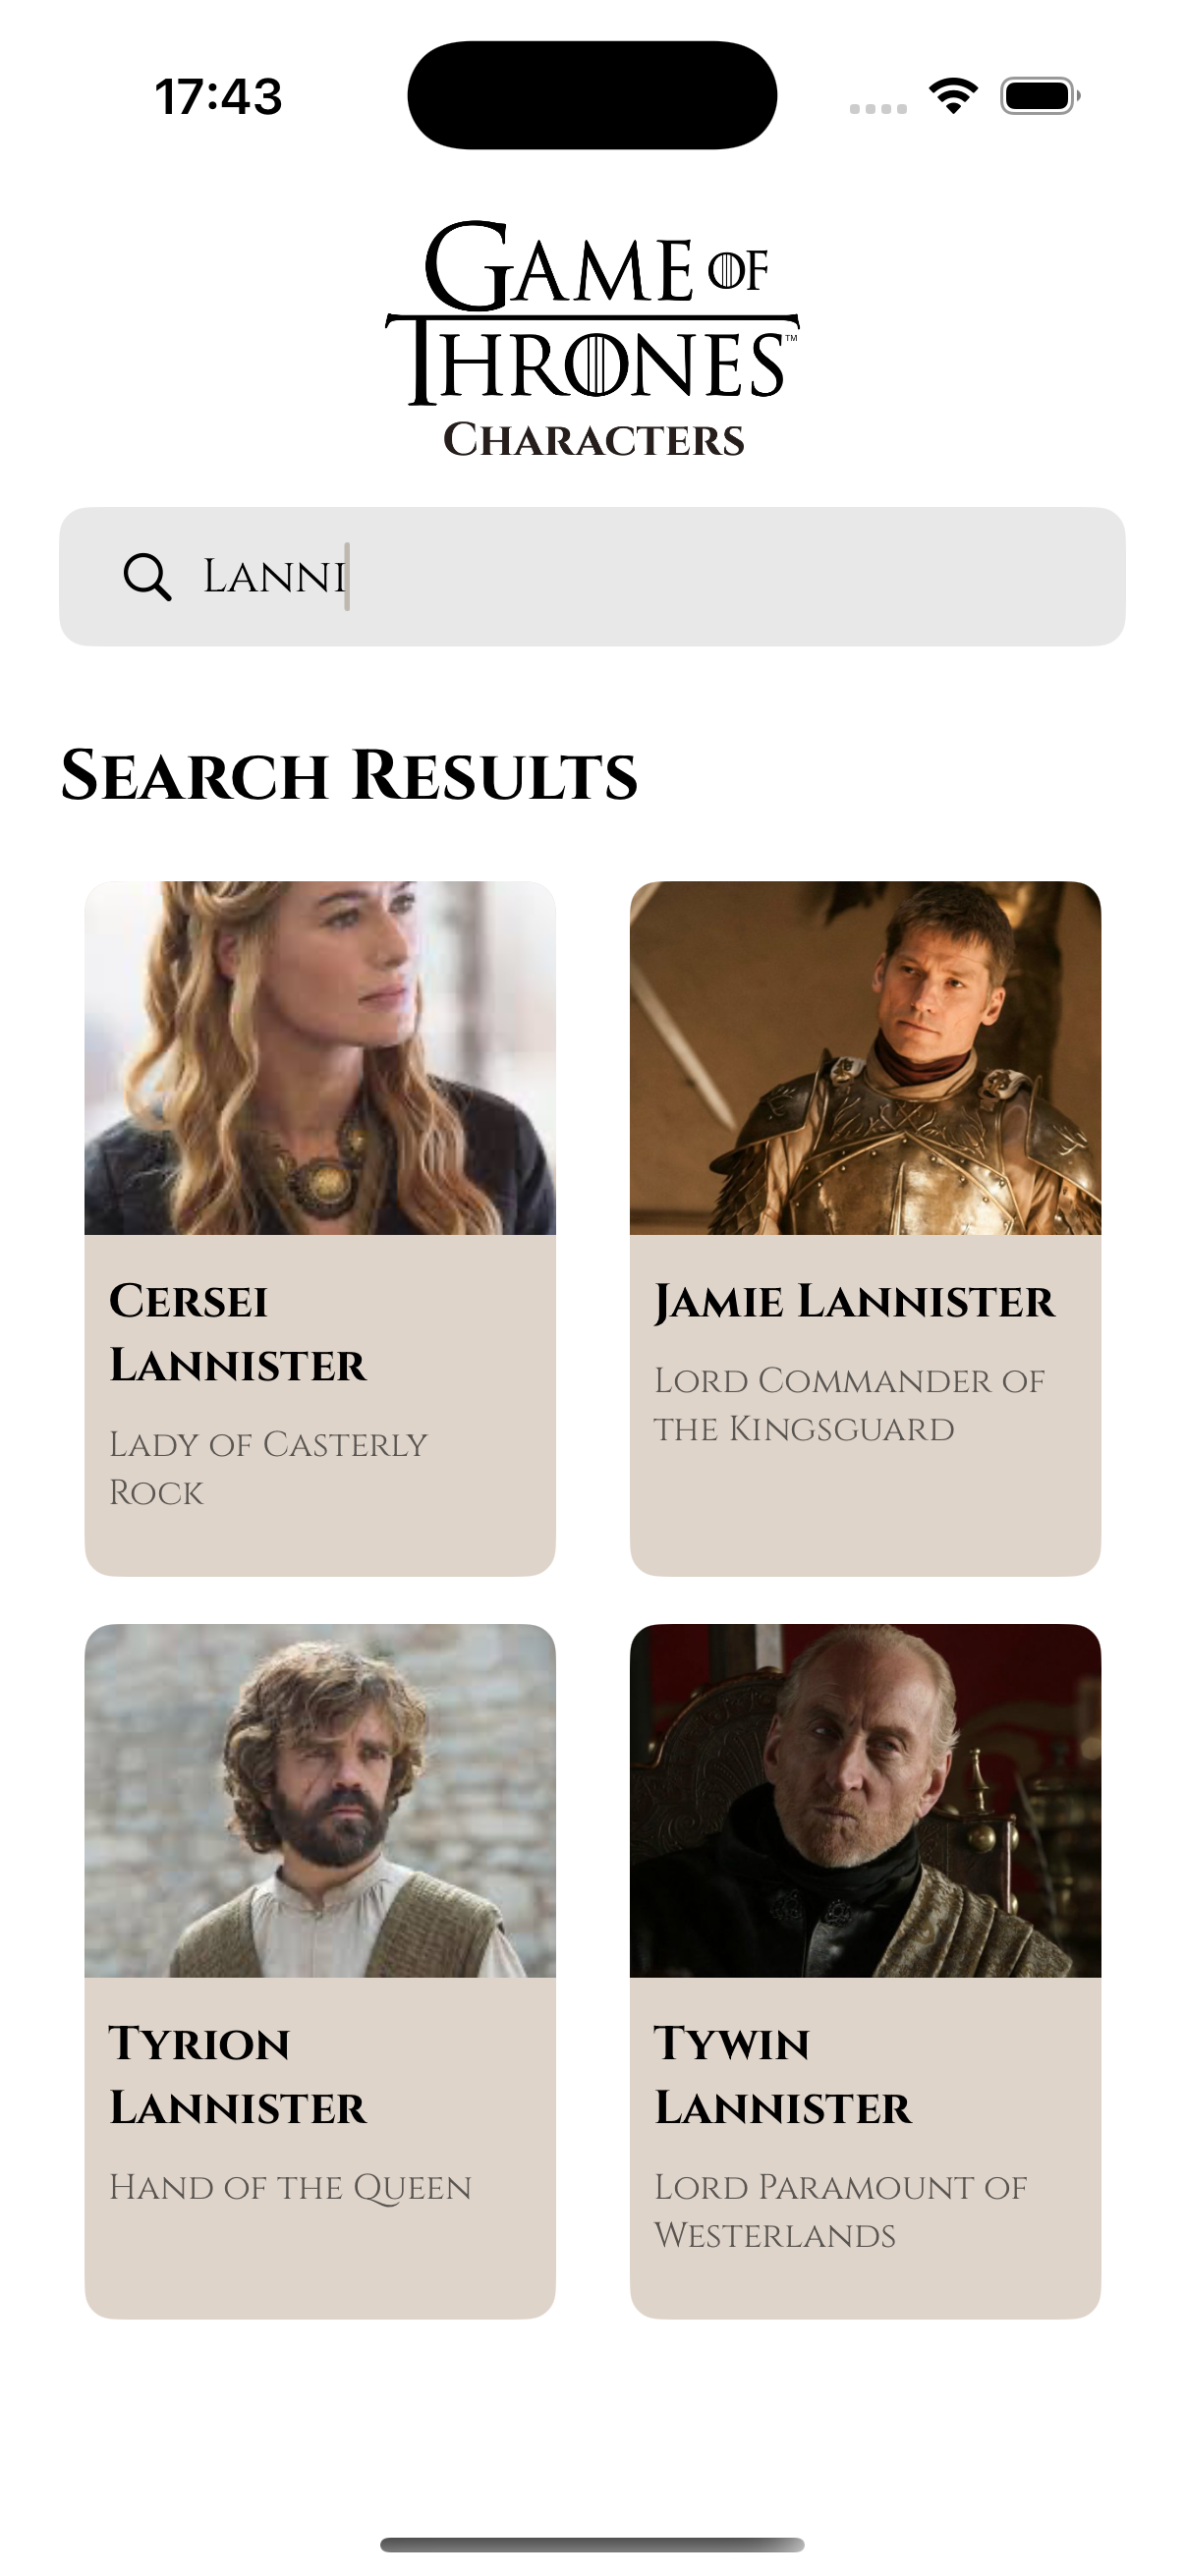 17:43
Game of
Thrones™
Characters
Lanni
Search Results
Cersei
Lannister
Lady of Casterly
Rock
Jamie Lannister
Lord Commander of
the Kingsguard
Tyrion
Lannister
Hand of the Queen
Tywin
Lannister
Lord Paramount of
Westerlands